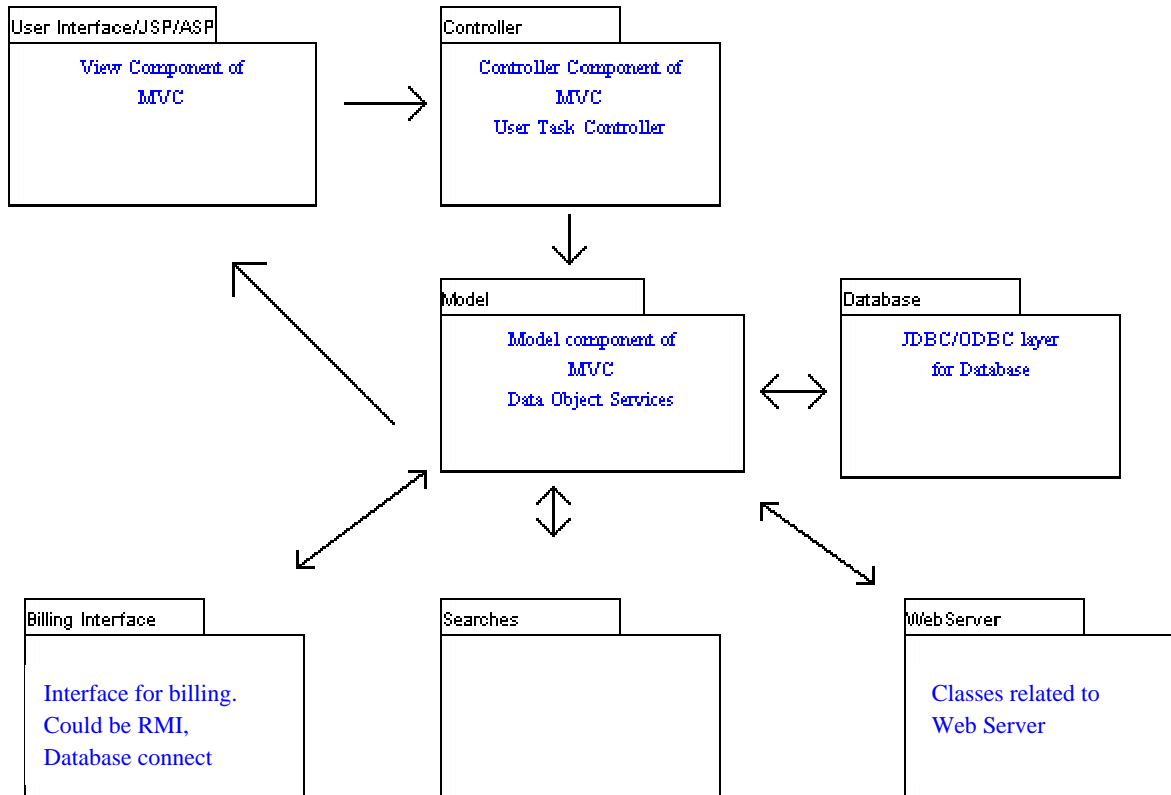 User Interface/JSP/ASP
View Component of
MVC
Controller
Controller Component of
MVC
User Task Controller
Model
Model component of
MVC
Data Object Services
Database
JDBC/ODBC layer
for Database
Billing Interface
Interface for billing.
Could be RMI,
Database connect
Searches
WebServer
Classes related to
Web Server